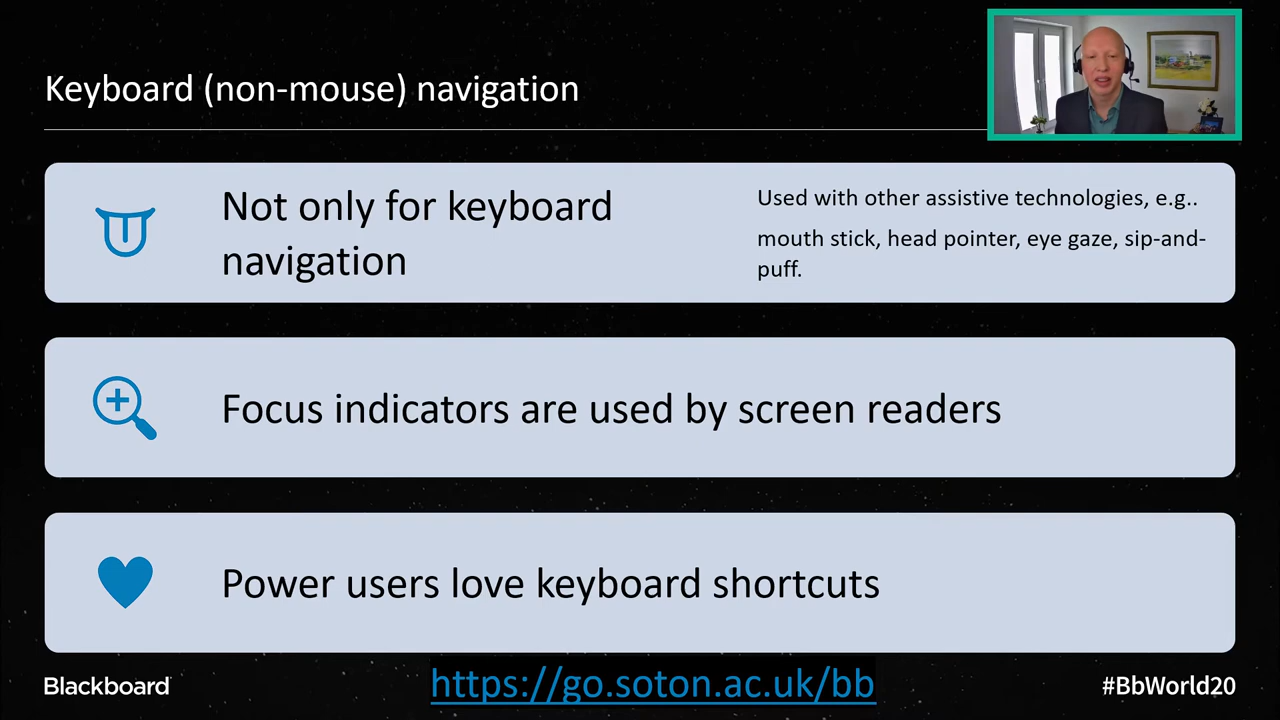 Keyboard (non-mouse) navigation
Not only for keyboard
navigation
Used with other assistive technologies, e.g..
mouth stick, head pointer, eye gaze, sip-and-
puff.
Focus indicators are used by screen readers
Power users love keyboard shortcuts
Blackboard
https://go.soton.ac.uk/bb
#BbWorld20